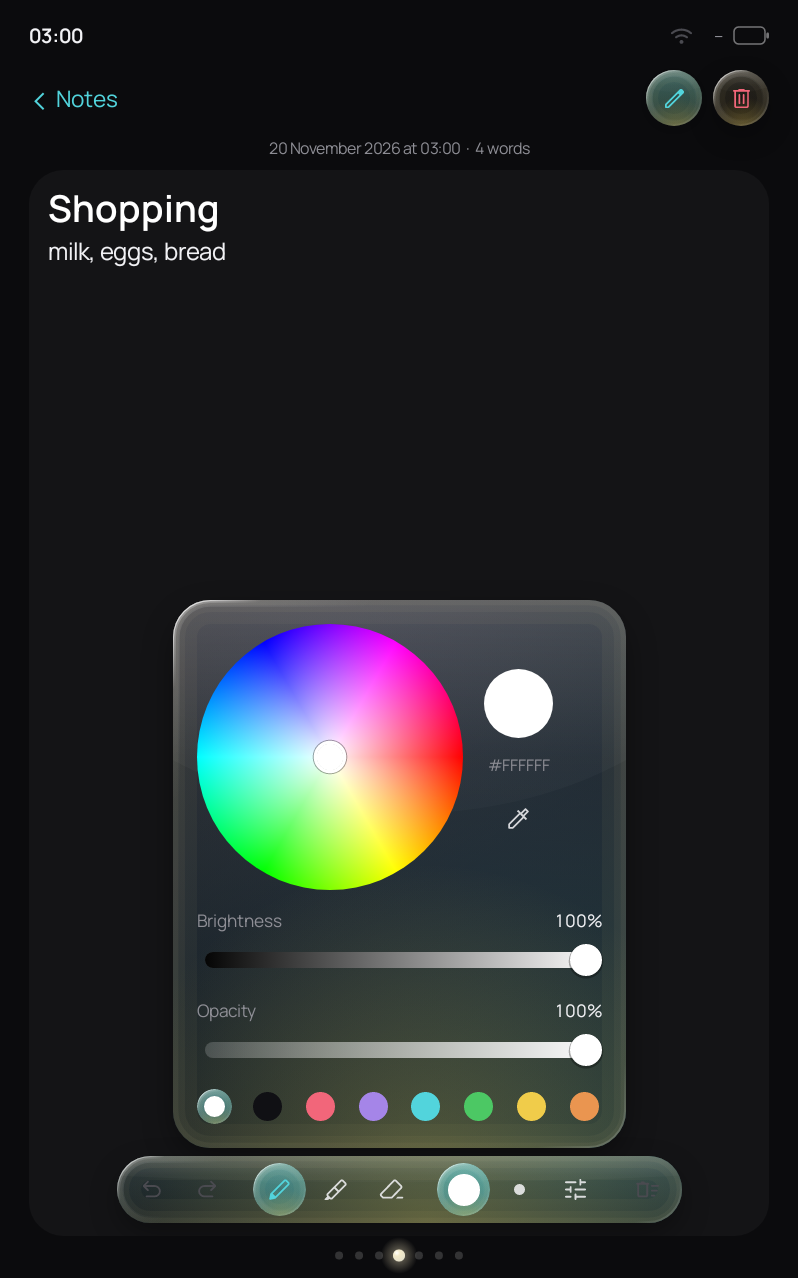 03:00
Notes
20 November 2026 at 03:00 · 4 words
Shopping
milk, eggs, bread
#FFFFFF
Brightness 100%
Opacity 100%